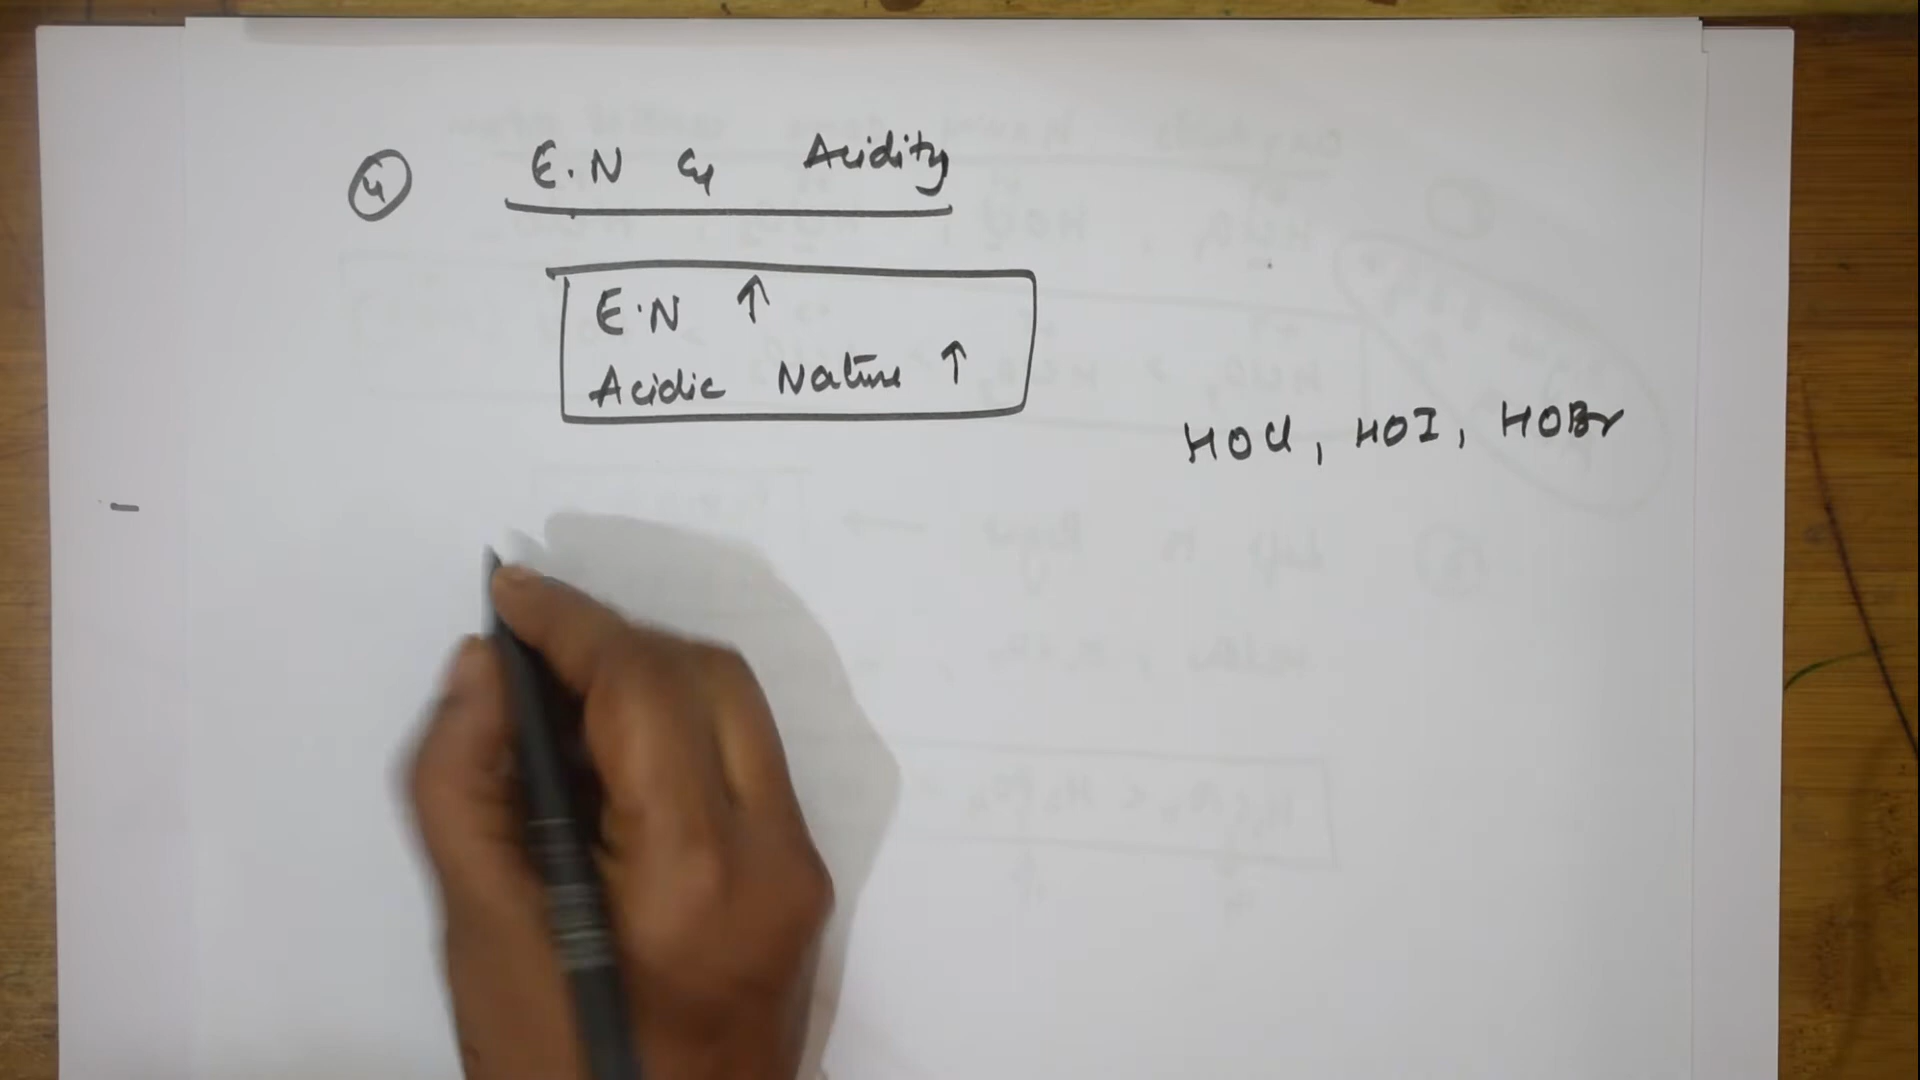 4 E.N & Acidity
E.N ↑
Acidic Nature ↑
HOCl, HOI, HOBr